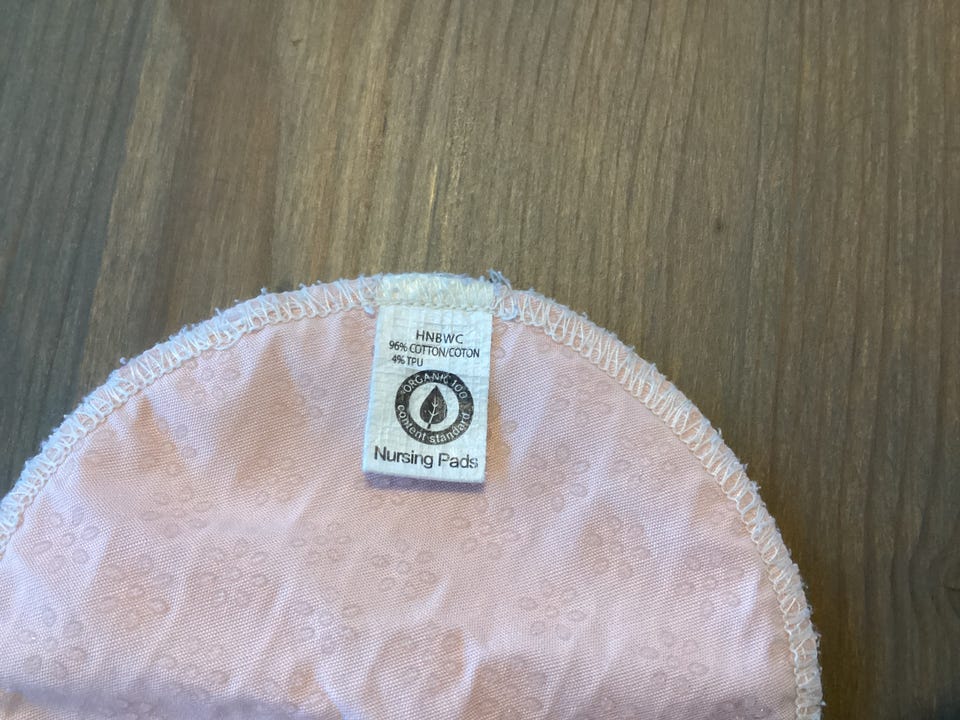 HNBWC
96% COTTON/COTON
4% TPU
ORGANIC 100
content standard
Nursing Pads